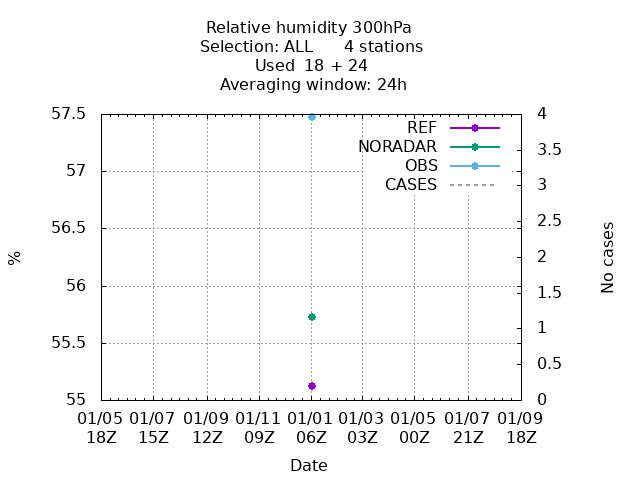 Relative humidity 300hPa
Selection: ALL      4 stations
Used  18 + 24
Averaging window: 24h
57.5
57
56.5
56
55.5
55
%
4
3.5
3
2.5
2
1.5
1
0.5
0
No cases
REF
NORADAR
OBS
CASES
01/05 01/07 01/09 01/11 01/01 01/03 01/05 01/07 01/09
18Z 15Z 12Z 09Z 06Z 03Z 00Z 21Z 18Z
Date